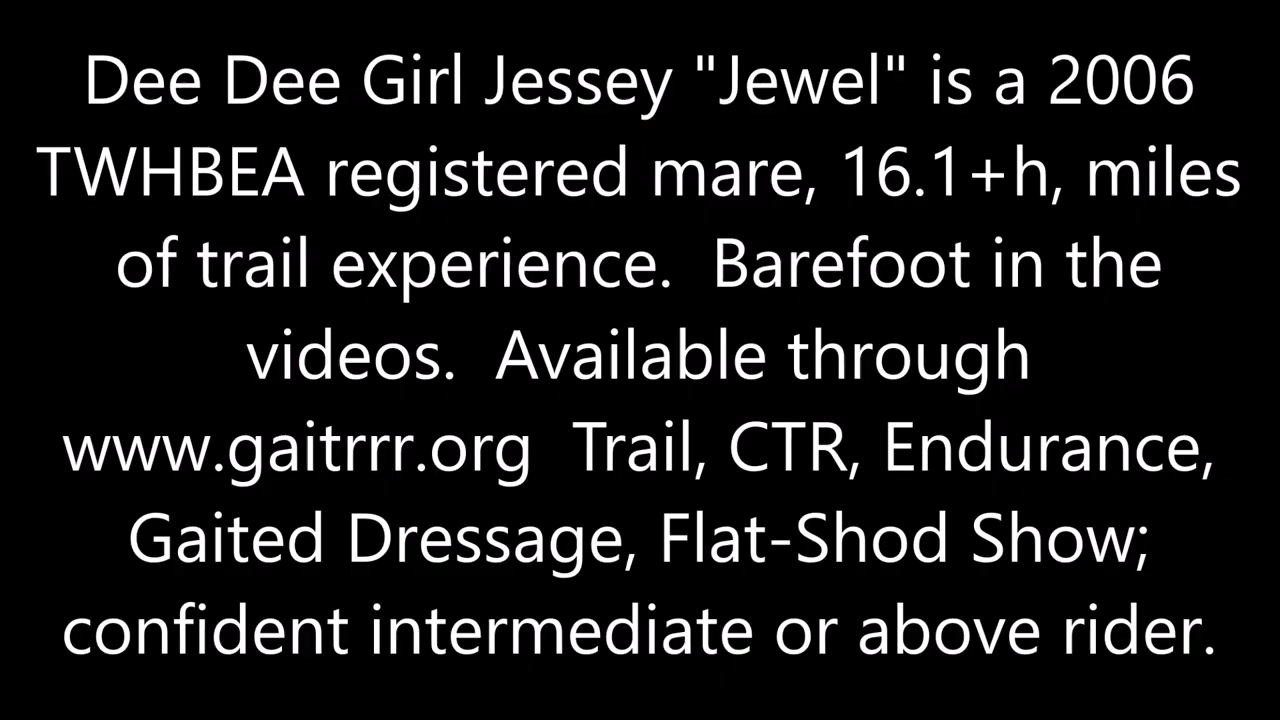 Dee Dee Girl Jessey "Jewel" is a 2006
TWHBEA registered mare, 16.1+h, miles
of trail experience.  Barefoot in the
videos.  Available through
www.gaitrrr.org  Trail, CTR, Endurance,
Gaited Dressage, Flat-Shod Show;
confident intermediate or above rider.